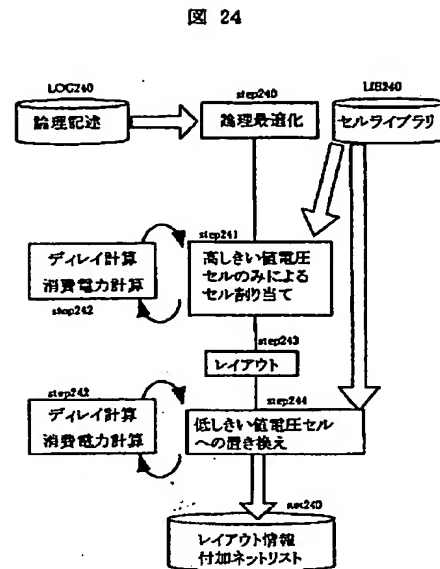 図 24
LOG240
論理記述
step240
論理最適化
LIB240
セルライブラリ
step241
高しきい値電圧
セルのみによる
セル割り当て
ディレイ計算
消費電力計算
step242
step243
レイアウト
step244
低しきい値電圧セル
への置き換え
step242
ディレイ計算
消費電力計算
net240
レイアウト情報
付加ネットリスト